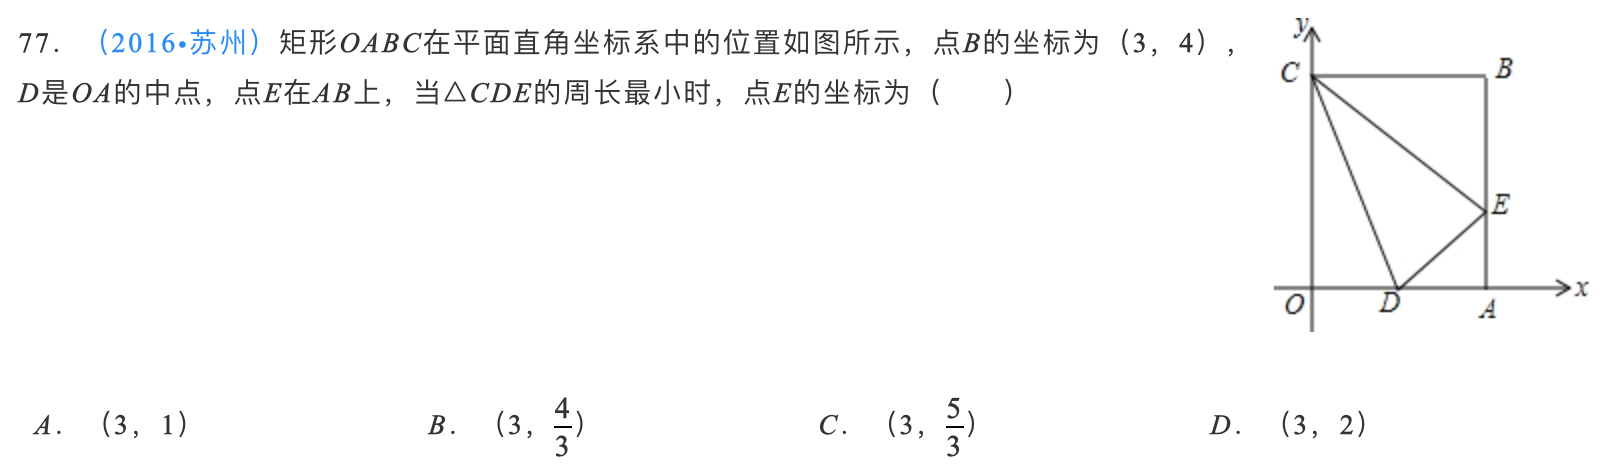 77. （2016•苏州）矩形OABC在平面直角坐标系中的位置如图所示，点B的坐标为（3，4），
D是OA的中点，点E在AB上，当△CDE的周长最小时，点E的坐标为（  ）
y
C
B
E
O
D
A
x
A. （3，1）
B. （3，4/3）
C. （3，5/3）
D. （3，2）